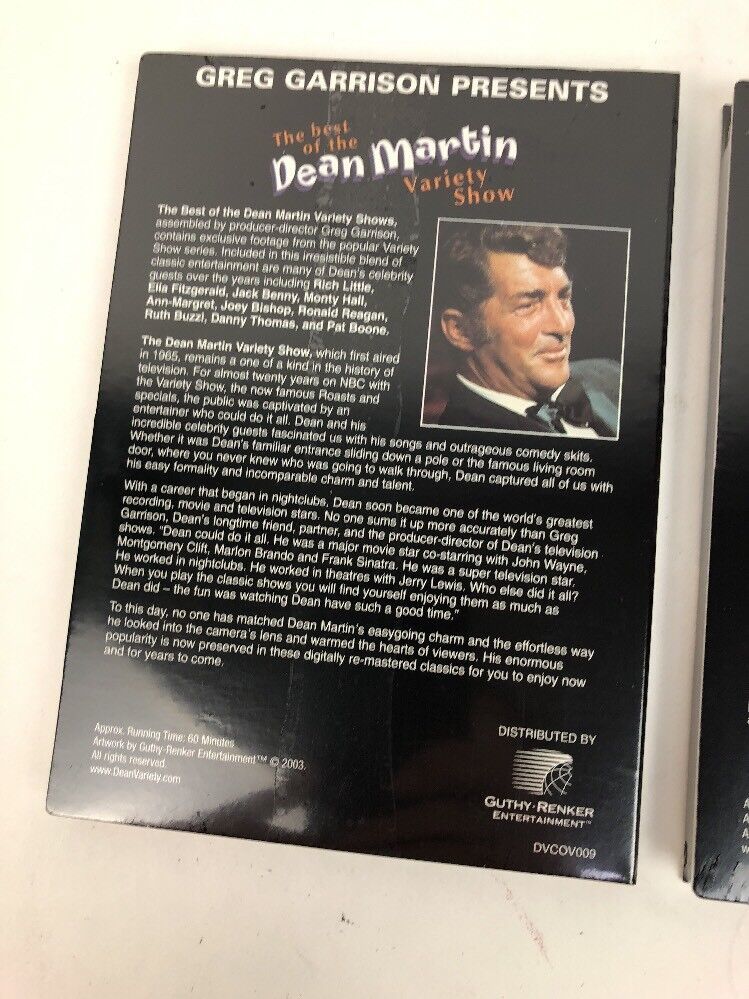 GREG GARRISON PRESENTS
The best
of the
Dean Martin
Variety
Show
The Best of the Dean Martin Variety Shows,
assembled by producer-director Greg Garrison,
contains exclusive footage from the popular Variety
Show series. Included in this irresistible blend of
classic entertainment are many of Dean's celebrity
guests over the years including Rich Little,
Ella Fitzgerald, Jack Benny, Monty Hall,
Ann-Margret, Joey Bishop, Ronald Reagan,
Ruth Buzzi, Danny Thomas, and Pat Boone.
The Dean Martin Variety Show, which first aired
in 1965, remains a one of a kind in the history of
television. For almost twenty years on NBC with
the Variety Show, the now famous Roasts and
specials, the public was captivated by an
entertainer who could do it all. Dean and his
incredible celebrity guests fascinated us with his songs and outrageous comedy skits.
Whether it was Dean's familiar entrance sliding down a pole or the famous living room
door, where you never knew who was going to walk through, Dean captured all of us with
his easy formality and incomparable charm and talent.
With a career that began in nightclubs, Dean soon became one of the world's greatest
recording, movie and television stars. No one sums it up more accurately than Greg
Garrison, Dean's longtime friend, partner, and the producer-director of Dean's television
shows. "Dean could do it all. He was a major movie star co-starring with John Wayne,
Montgomery Clift, Marlon Brando and Frank Sinatra. He was a super television star.
He worked in nightclubs. He worked in theatres with Jerry Lewis. Who else did it all?
When you play the classic shows you will find yourself enjoying them as much as
Dean did – the fun was watching Dean have such a good time."
To this day, no one has matched Dean Martin's easygoing charm and the effortless way
he looked into the camera's lens and warmed the hearts of viewers. His enormous
popularity is now preserved in these digitally re-mastered classics for you to enjoy now
and for years to come.
Approx. Running Time: 60 Minutes
Artwork by Guthy-Renker Entertainment™ © 2003.
All rights reserved.
www.DeanVariety.com
DISTRIBUTED BY
GUTHY-RENKER
ENTERTAINMENT™
DVCOV009